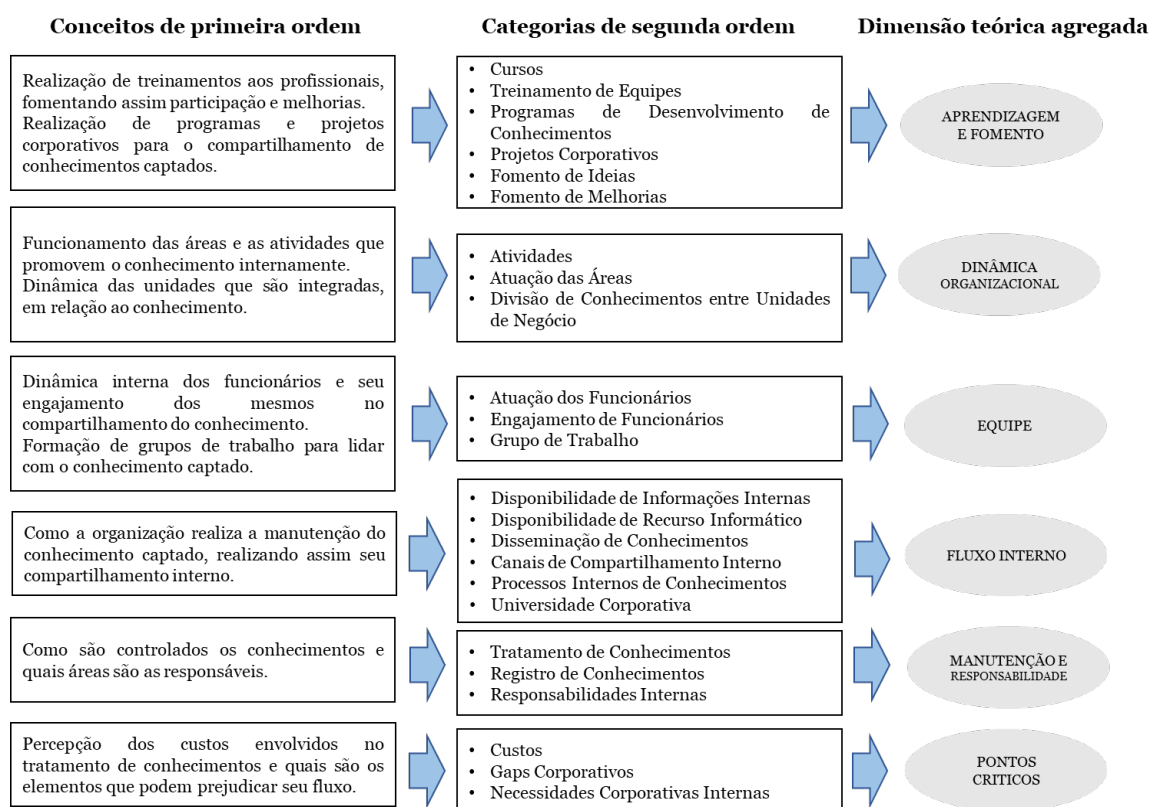 Conceitos de primeira ordem
Categorias de segunda ordem
Dimensão teórica agregada
Realização de treinamentos aos profissionais,
fomentando assim participação e melhorias.
Realização de programas e projetos
corporativos para o compartilhamento de
conhecimentos captados.
• Cursos
• Treinamento de Equipes
• Programas de Desenvolvimento de
Conhecimentos
• Projetos Corporativos
• Fomento de Ideias
• Fomento de Melhorias
APRENDIZAGEM
E FOMENTO
Funcionamento das áreas e as atividades que
promovem o conhecimento internamente.
Dinâmica das unidades que são integradas,
em relação ao conhecimento.
• Atividades
• Atuação das Áreas
• Divisão de Conhecimentos entre Unidades
de Negócio
DINÂMICA
ORGANIZACIONAL
Dinâmica interna dos funcionários e seu
engajamento dos mesmos no
compartilhamento do conhecimento.
Formação de grupos de trabalho para lidar
com o conhecimento captado.
• Atuação dos Funcionários
• Engajamento de Funcionários
• Grupo de Trabalho
EQUIPE
Como a organização realiza a manutenção do
conhecimento captado, realizando assim seu
compartilhamento interno.
• Disponibilidade de Informações Internas
• Disponibilidade de Recurso Informático
• Disseminação de Conhecimentos
• Canais de Compartilhamento Interno
• Processos Internos de Conhecimentos
• Universidade Corporativa
FLUXO INTERNO
Como são controlados os conhecimentos e
quais áreas são as responsáveis.
• Tratamento de Conhecimentos
• Registro de Conhecimentos
• Responsabilidades Internas
MANUTENÇÃO E
RESPONSABILIDADE
Percepção dos custos envolvidos no
tratamento de conhecimentos e quais são os
elementos que podem prejudicar seu fluxo.
• Custos
• Gaps Corporativos
• Necessidades Corporativas Internas
PONTOS
CRITICOS